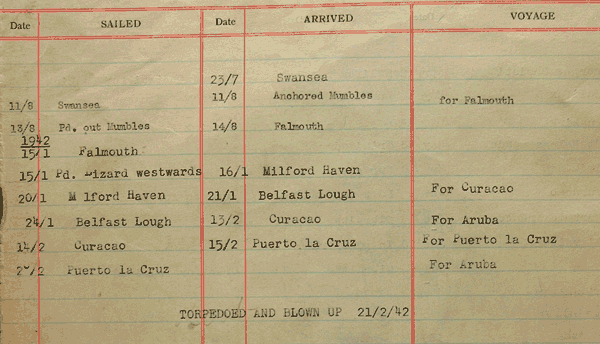 Date SAILED Date ARRIVED VOYAGE
23/7 Swansea
11/8 Swansea 11/8 Anchored Mumbles for Falmouth
13/8 Pd. out Mumbles 14/8 Falmouth
1942
15/1 Falmouth
15/1 Pd. Lizard westwards 16/1 Milford Haven
20/1 M lford Haven 21/1 Belfast Lough For Curacao
24/1 Belfast Lough 13/2 Curacao For Aruba
14/2 Curacao 15/2 Puerto la Cruz For Puerto la Cruz
Puerto la Cruz For Aruba
TORPEDOED AND BLOWN UP 21/2/42